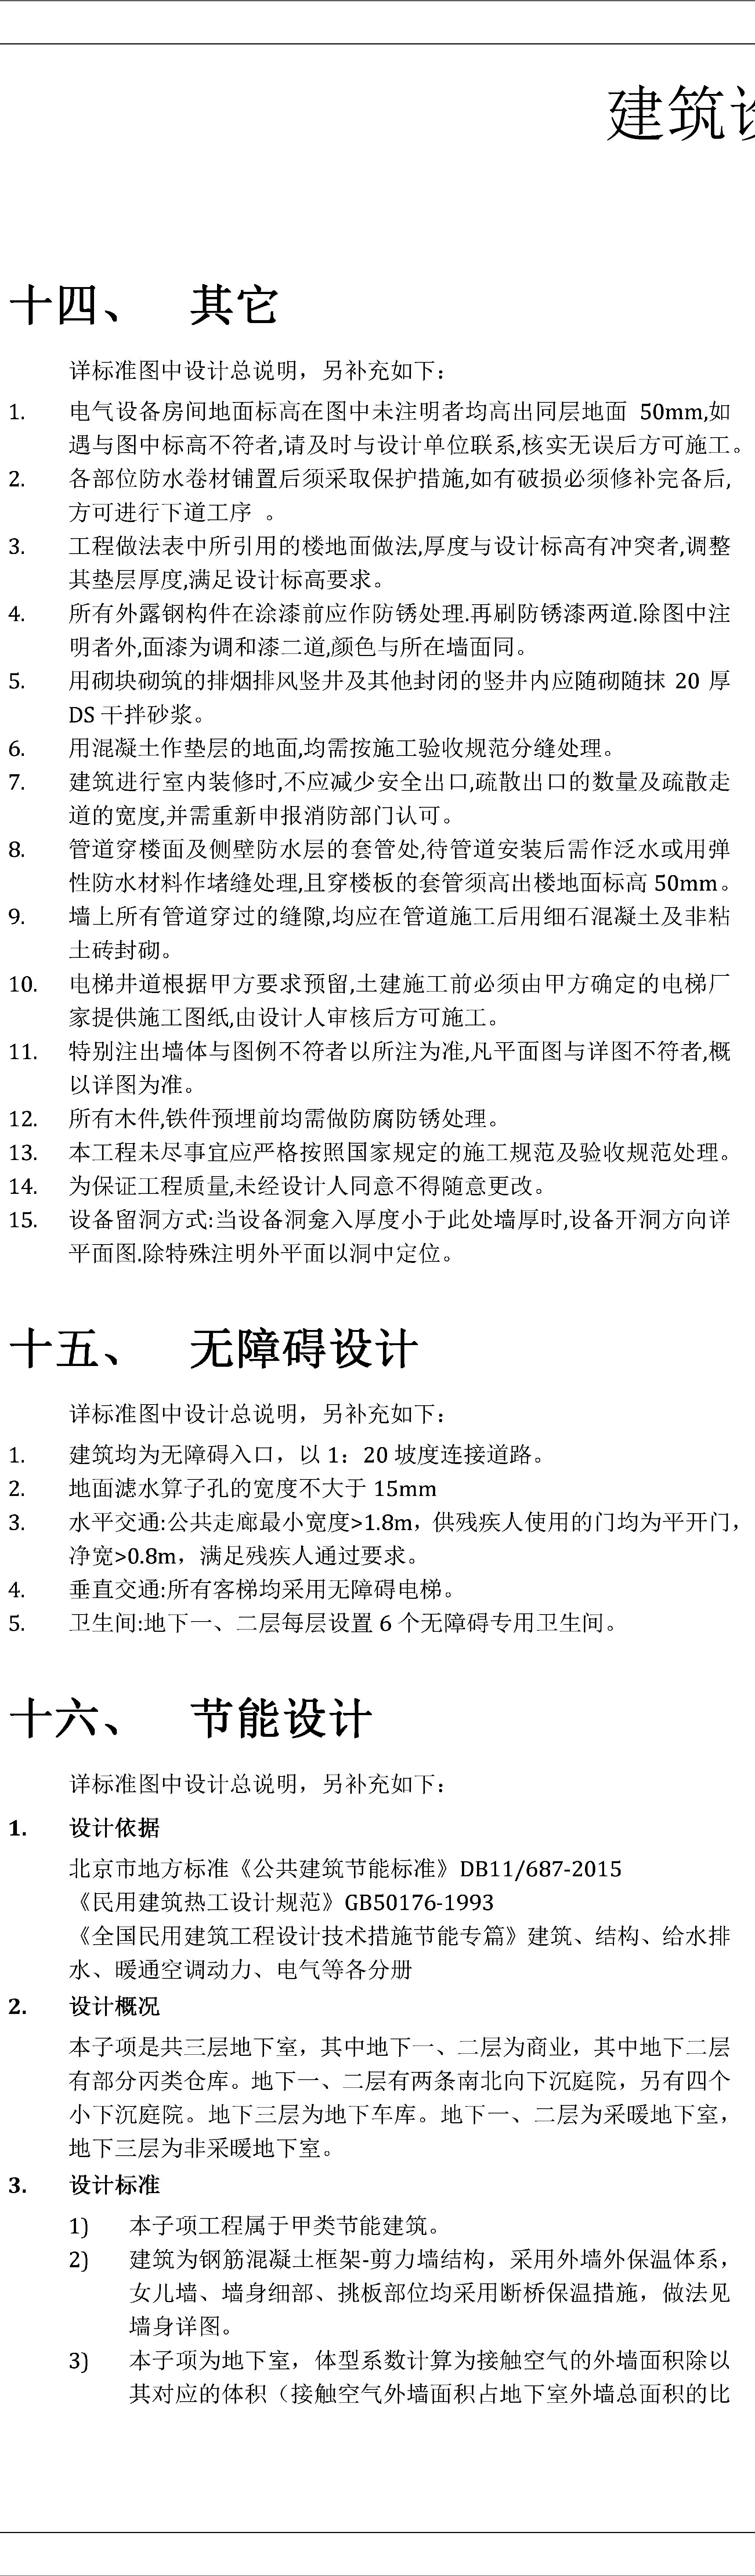 建筑设
十四、 其它
详标准图中设计总说明，另补充如下：
1. 电气设备房间地面标高在图中未注明者均高出同层地面 50mm,如
遇与图中标高不符者,请及时与设计单位联系,核实无误后方可施工。
2. 各部位防水卷材铺置后须采取保护措施,如有破损必须修补完备后,
方可进行下道工序 。
3. 工程做法表中所引用的楼地面做法,厚度与设计标高有冲突者,调整
其垫层厚度,满足设计标高要求。
4. 所有外露钢构件在涂漆前应作防锈处理.再刷防锈漆两道.除图中注
明者外,面漆为调和漆二道,颜色与所在墙面同。
5. 用砌块砌筑的排烟排风竖井及其他封闭的竖井内应随砌随抹 20 厚
DS 干拌砂浆。
6. 用混凝土作垫层的地面,均需按施工验收规范分缝处理。
7. 建筑进行室内装修时,不应减少安全出口,疏散出口的数量及疏散走
道的宽度,并需重新申报消防部门认可。
8. 管道穿楼面及侧壁防水层的套管处,待管道安装后需作泛水或用弹
性防水材料作堵缝处理,且穿楼板的套管须高出楼地面标高 50mm。
9. 墙上所有管道穿过的缝隙,均应在管道施工后用细石混凝土及非粘
土砖封砌。
10. 电梯井道根据甲方要求预留,土建施工前必须由甲方确定的电梯厂
家提供施工图纸,由设计人审核后方可施工。
11. 特别注出墙体与图例不符者以所注为准,凡平面图与详图不符者,概
以详图为准。
12. 所有木件,铁件预埋前均需做防腐防锈处理。
13. 本工程未尽事宜应严格按照国家规定的施工规范及验收规范处理。
14. 为保证工程质量,未经设计人同意不得随意更改。
15. 设备留洞方式:当设备洞龛入厚度小于此处墙厚时,设备开洞方向详
平面图.除特殊注明外平面以洞中定位。
十五、 无障碍设计
详标准图中设计总说明，另补充如下：
1. 建筑均为无障碍入口，以 1：20 坡度连接道路。
2. 地面滤水箅子孔的宽度不大于 15mm
3. 水平交通:公共走廊最小宽度>1.8m，供残疾人使用的门均为平开门，
净宽>0.8m，满足残疾人通过要求。
4. 垂直交通:所有客梯均采用无障碍电梯。
5. 卫生间:地下一、二层每层设置 6 个无障碍专用卫生间。
十六、 节能设计
详标准图中设计总说明，另补充如下：
1. 设计依据
北京市地方标准《公共建筑节能标准》DB11/687-2015
《民用建筑热工设计规范》GB50176-1993
《全国民用建筑工程设计技术措施节能专篇》建筑、结构、给水排
水、暖通空调动力、电气等各分册
2. 设计概况
本子项是共三层地下室，其中地下一、二层为商业，其中地下二层
有部分丙类仓库。地下一、二层有两条南北向下沉庭院，另有四个
小下沉庭院。地下三层为地下车库。地下一、二层为采暖地下室，
地下三层为非采暖地下室。
3. 设计标准
1) 本子项工程属于甲类节能建筑。
2) 建筑为钢筋混凝土框架-剪力墙结构，采用外墙外保温体系，
女儿墙、墙身细部、挑板部位均采用断桥保温措施，做法见
墙身详图。
3) 本子项为地下室，体型系数计算为接触空气的外墙面积除以
其对应的体积（接触空气外墙面积占地下室外墙总面积的比